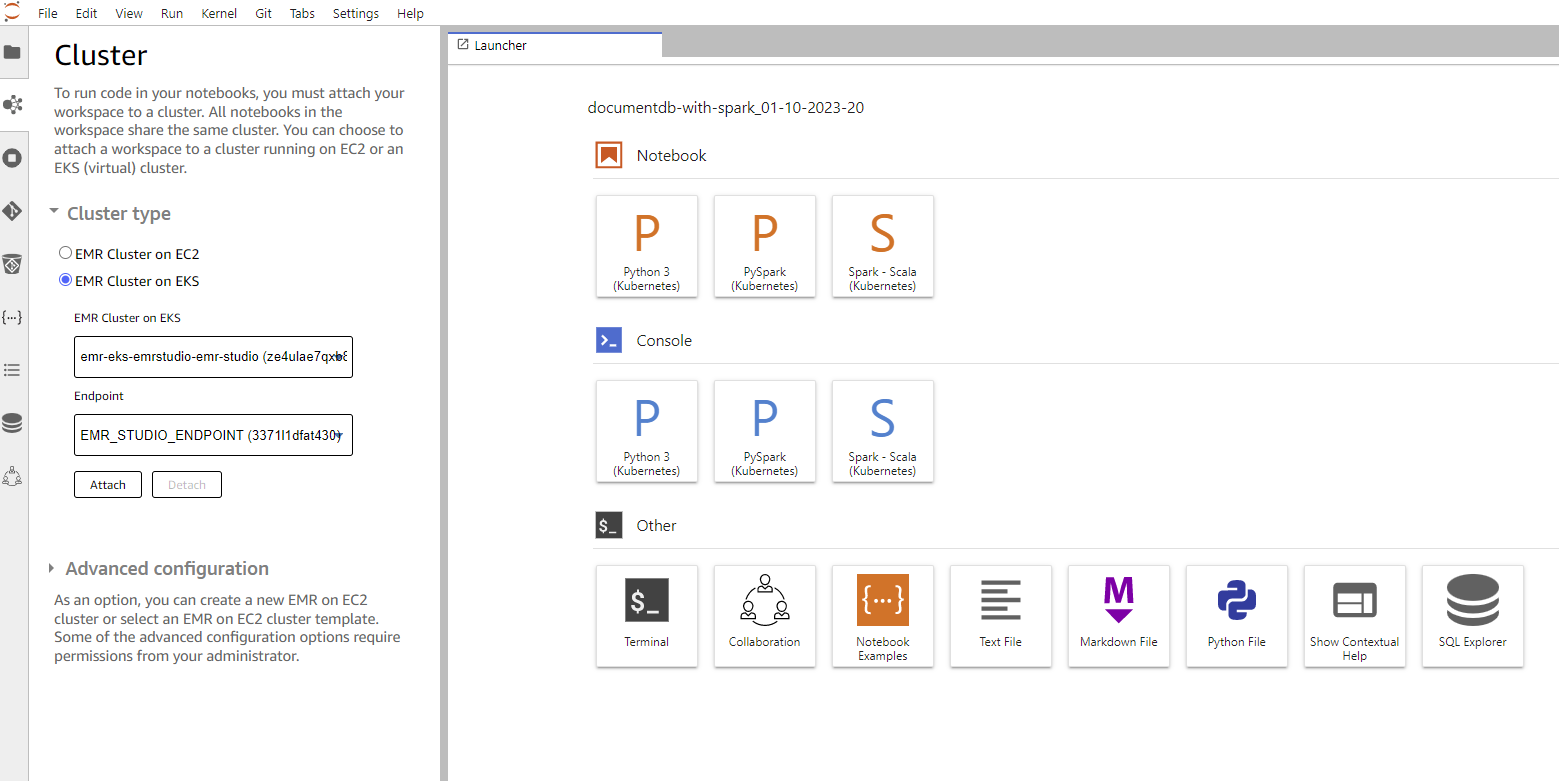 File Edit View Run Kernel Git Tabs Settings Help
Cluster
To run code in your notebooks, you must attach your
workspace to a cluster. All notebooks in the
workspace share the same cluster. You can choose to
attach a workspace to a cluster running on EC2 or an
EKS (virtual) cluster.
Cluster type
EMR Cluster on EC2
EMR Cluster on EKS
EMR Cluster on EKS
emr-eks-emrstudio-emr-studio
Endpoint
EMR_STUDIO_ENDPOINT (3371l1dfat430)
Attach Detach
Advanced configuration
As an option, you can create a new EMR on EC2
cluster or select an EMR on EC2 cluster template.
Some of the advanced configuration options require
permissions from your administrator.
Launcher
documentdb-with-spark_01-10-2023-20
Notebook
P P S
Python 3 PySpark Spark - Scala
(Kubernetes) (Kubernetes) (Kubernetes)
>_ Console
P P S
Python 3 PySpark Spark - Scala
(Kubernetes) (Kubernetes) (Kubernetes)
$_ Other
$_ {...} M
Terminal Collaboration Notebook Text File Markdown File Python File Show Contextual SQL Explorer
Examples Help